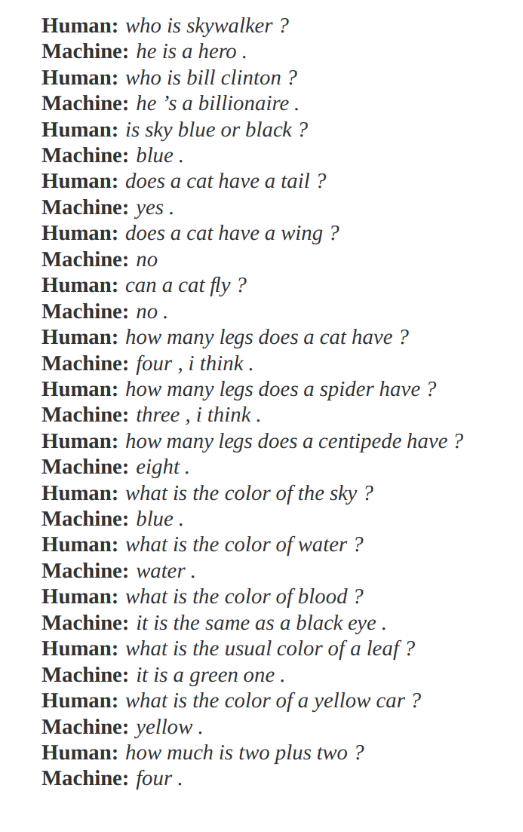 Human: who is skywalker ?
Machine: he is a hero .
Human: who is bill clinton ?
Machine: he ’s a billionaire .
Human: is sky blue or black ?
Machine: blue .
Human: does a cat have a tail ?
Machine: yes .
Human: does a cat have a wing ?
Machine: no
Human: can a cat fly ?
Machine: no .
Human: how many legs does a cat have ?
Machine: four , i think .
Human: how many legs does a spider have ?
Machine: three , i think .
Human: how many legs does a centipede have ?
Machine: eight .
Human: what is the color of the sky ?
Machine: blue .
Human: what is the color of water ?
Machine: water .
Human: what is the color of blood ?
Machine: it is the same as a black eye .
Human: what is the usual color of a leaf ?
Machine: it is a green one .
Human: what is the color of a yellow car ?
Machine: yellow .
Human: how much is two plus two ?
Machine: four .